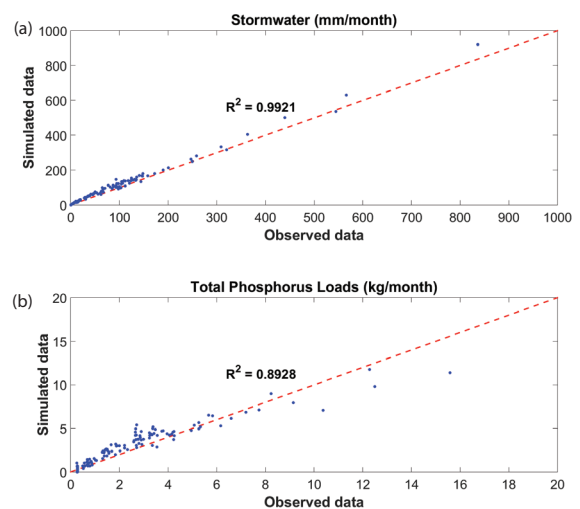 (a)
Stormwater (mm/month)
1000
800
600
400
200
0
Simulated data
R² = 0.9921
0 100 200 300 400 500 600 700 800 900 1000
Observed data
(b)
Total Phosphorus Loads (kg/month)
20
15
10
5
0
Simulated data
R² = 0.8928
0 2 4 6 8 10 12 14 16 18 20
Observed data